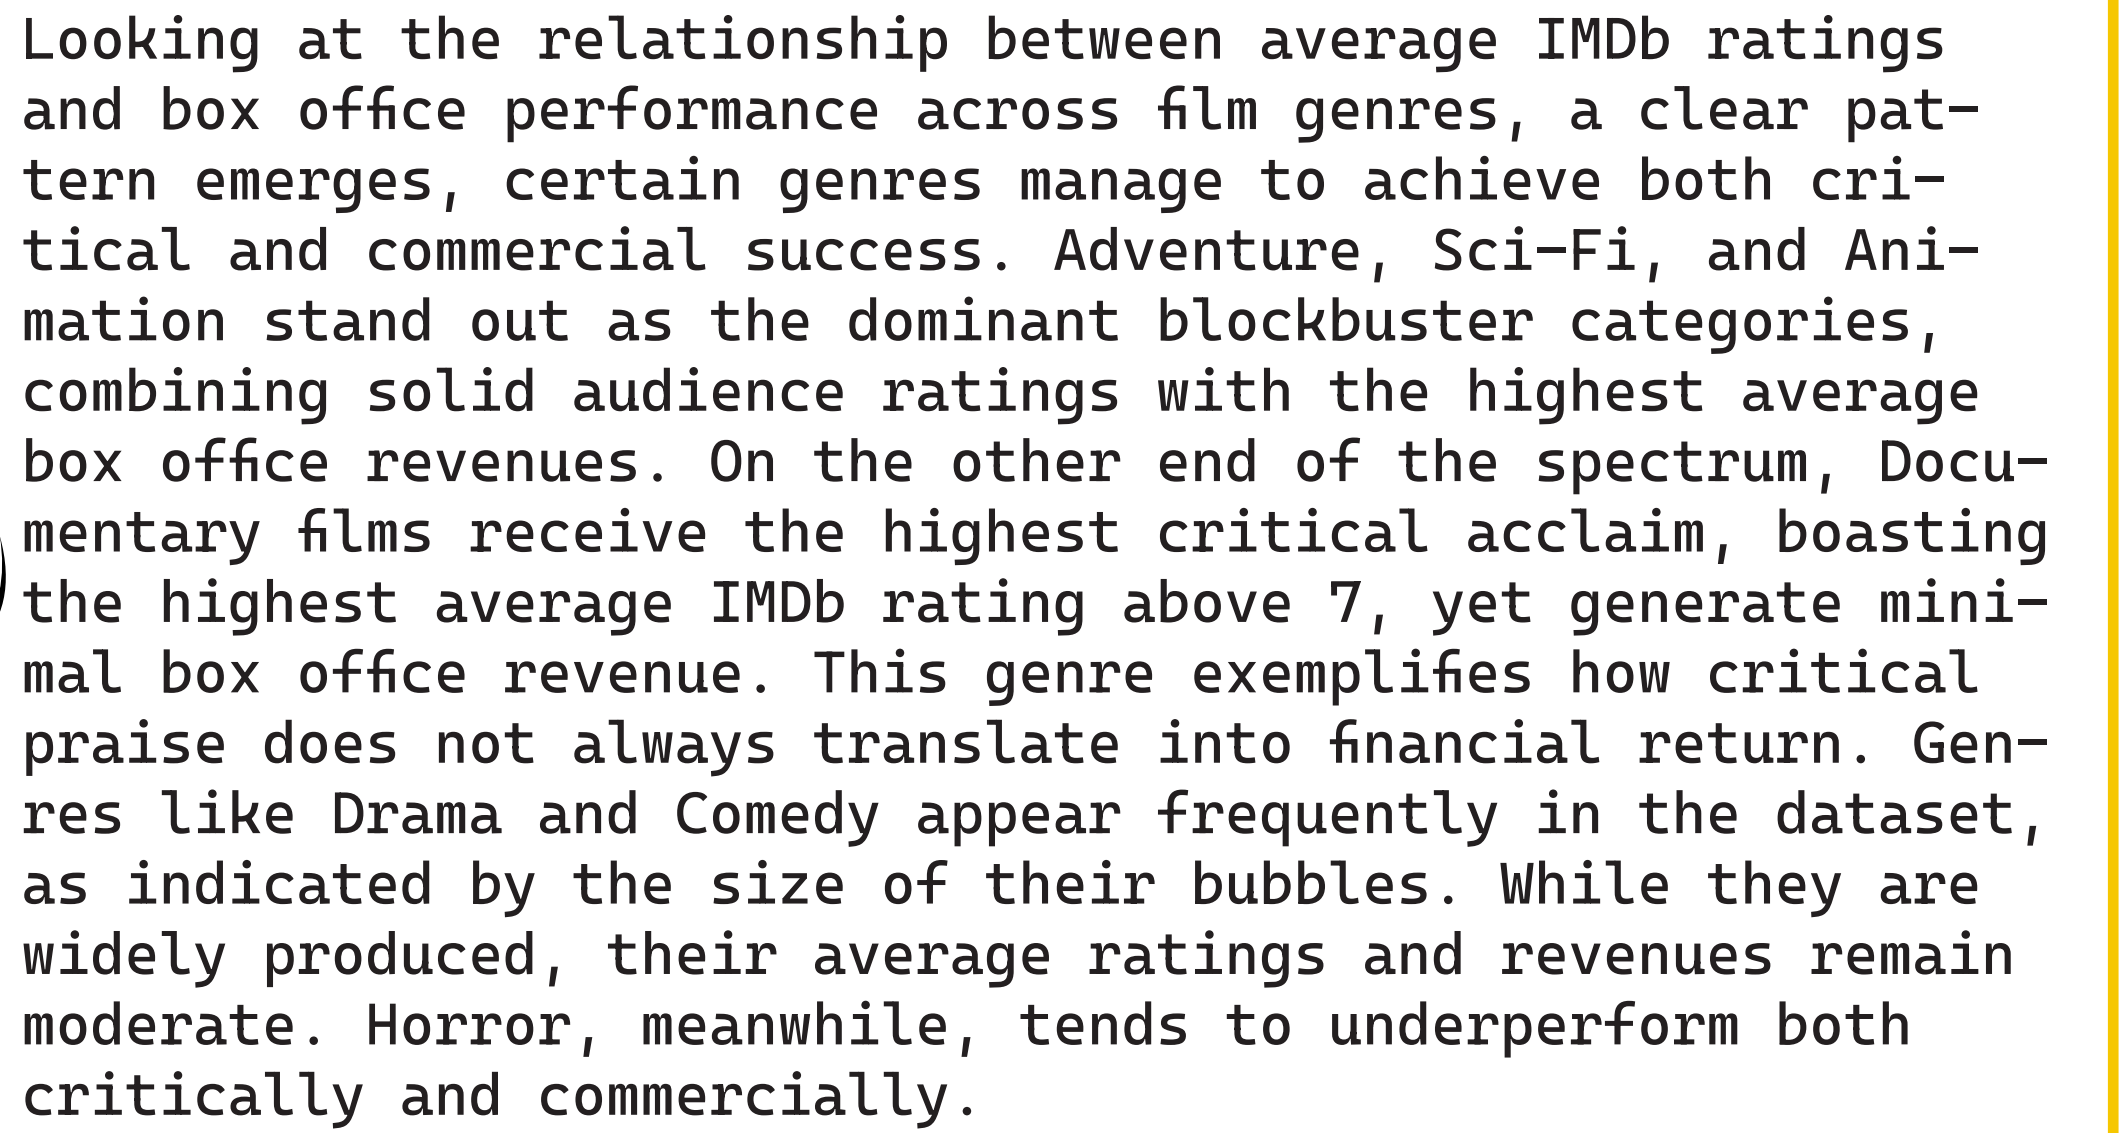 Looking at the relationship between average IMDb ratings
and box office performance across film genres, a clear pat-
tern emerges, certain genres manage to achieve both cri-
tical and commercial success. Adventure, Sci-Fi, and Ani-
mation stand out as the dominant blockbuster categories,
combining solid audience ratings with the highest average
box office revenues. On the other end of the spectrum, Docu-
mentary films receive the highest critical acclaim, boasting
the highest average IMDb rating above 7, yet generate mini-
mal box office revenue. This genre exemplifies how critical
praise does not always translate into financial return. Gen-
res like Drama and Comedy appear frequently in the dataset,
as indicated by the size of their bubbles. While they are
widely produced, their average ratings and revenues remain
moderate. Horror, meanwhile, tends to underperform both
critically and commercially.